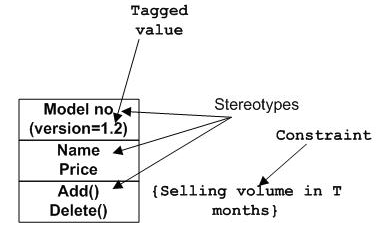 Tagged
value
Stereotypes
Constraint
Model no
(version=1.2)
Name
Price
Add()
Delete()
{Selling volume in T
months}